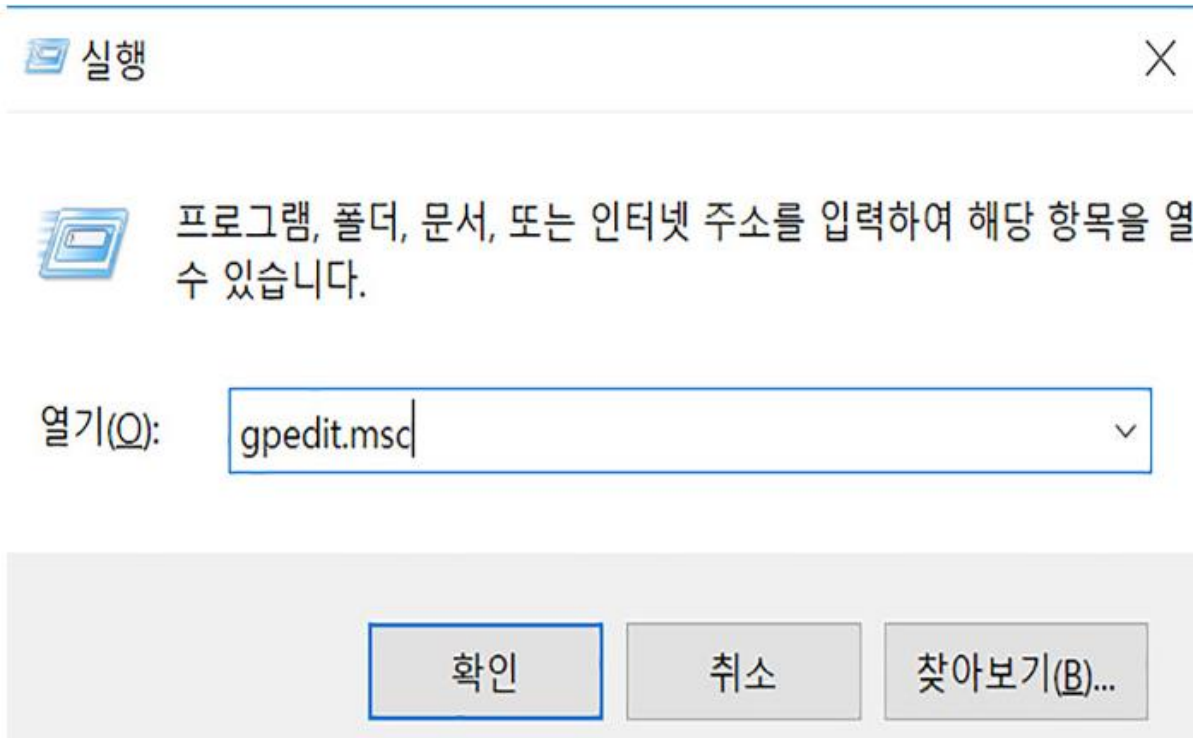 실행
프로그램, 폴더, 문서, 또는 인터넷 주소를 입력하여 해당 항목을 열
수 있습니다.
열기(O):
gpedit.msc
확인
취소
찾아보기(B)...